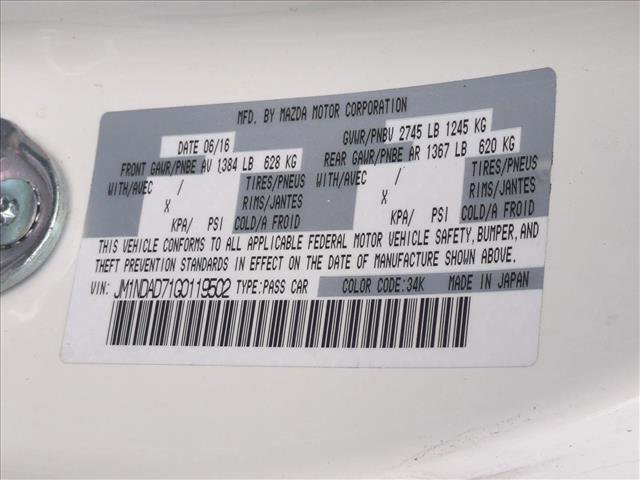 MFD. BY MAZDA MOTOR CORPORATION
DATE 06/16 GVWR/PNBV 2745 LB 1245 KG
FRONT GAWR/PNBE AV 1384 LB 628 KG REAR GAWR/PNBE AR 1367 LB 620 KG
WITH/AVEC / TIRES/PNEUS WITH/AVEC / TIRES/PNEUS
X RIMS/JANTES X RIMS/JANTES
KPA/ PSI COLD/A FROID KPA/ PSI COLD/A FROID
THIS VEHICLE CONFORMS TO ALL APPLICABLE FEDERAL MOTOR VEHICLE SAFETY, BUMPER, AND
THEFT PREVENTION STANDARDS IN EFFECT ON THE DATE OF MANUFACTURE SHOWN ABOVE.
VIN: JM1NDAD71G0119502 TYPE:PASS CAR COLOR CODE:34K MADE IN JAPAN